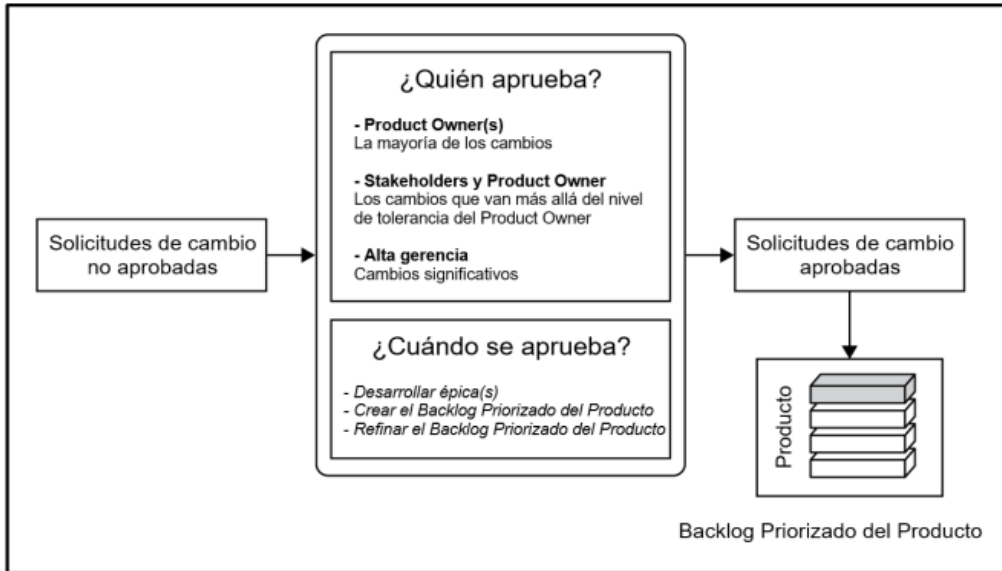 ¿Quién aprueba?
- Product Owner(s)
La mayoría de los cambios
- Stakeholders y Product Owner
Los cambios que van más allá del nivel
de tolerancia del Product Owner
- Alta gerencia
Cambios significativos
Solicitudes de cambio
no aprobadas
Solicitudes de cambio
aprobadas
¿Cuándo se aprueba?
- Desarrollar épica(s)
- Crear el Backlog Priorizado del Producto
- Refinar el Backlog Priorizado del Producto
Producto
Backlog Priorizado del Producto